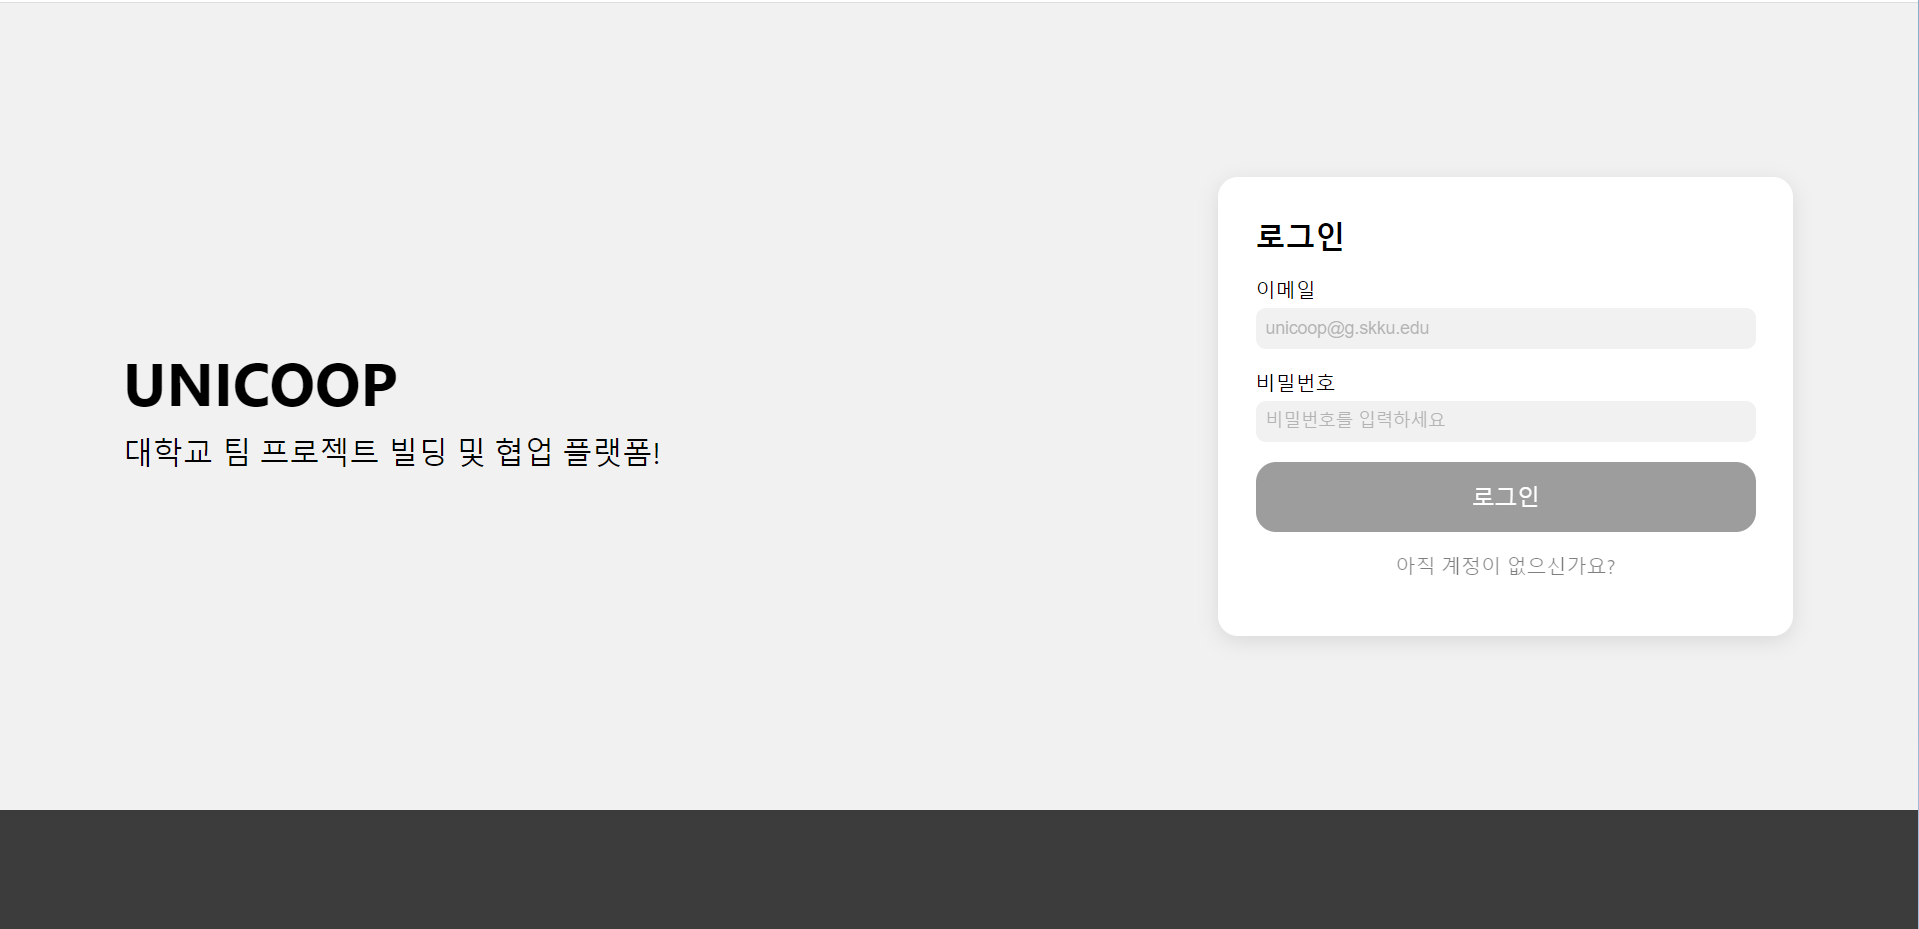 UNICOOP
대학교 팀 프로젝트 빌딩 및 협업 플랫폼!
로그인
이메일
unicoop@g.skku.edu
비밀번호
비밀번호를 입력하세요
로그인
아직 계정이 없으신가요?